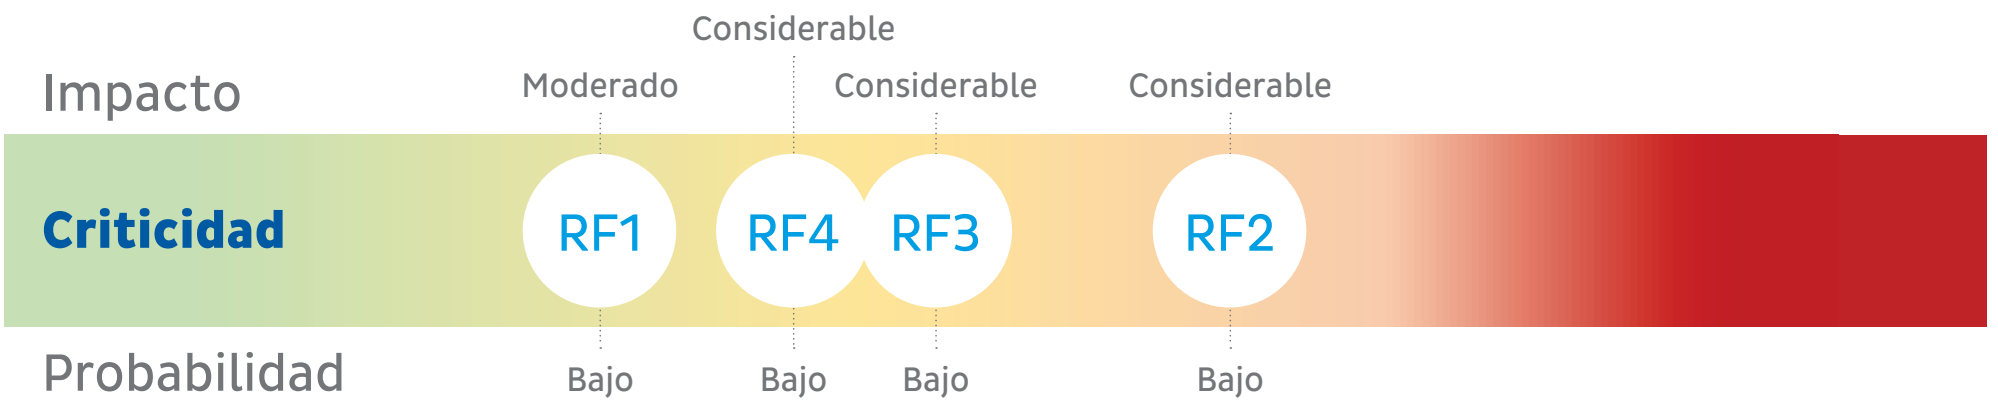 Considerable
Impacto Moderado Considerable Considerable
Criticidad RF1 RF4 RF3 RF2
Probabilidad Bajo Bajo Bajo Bajo